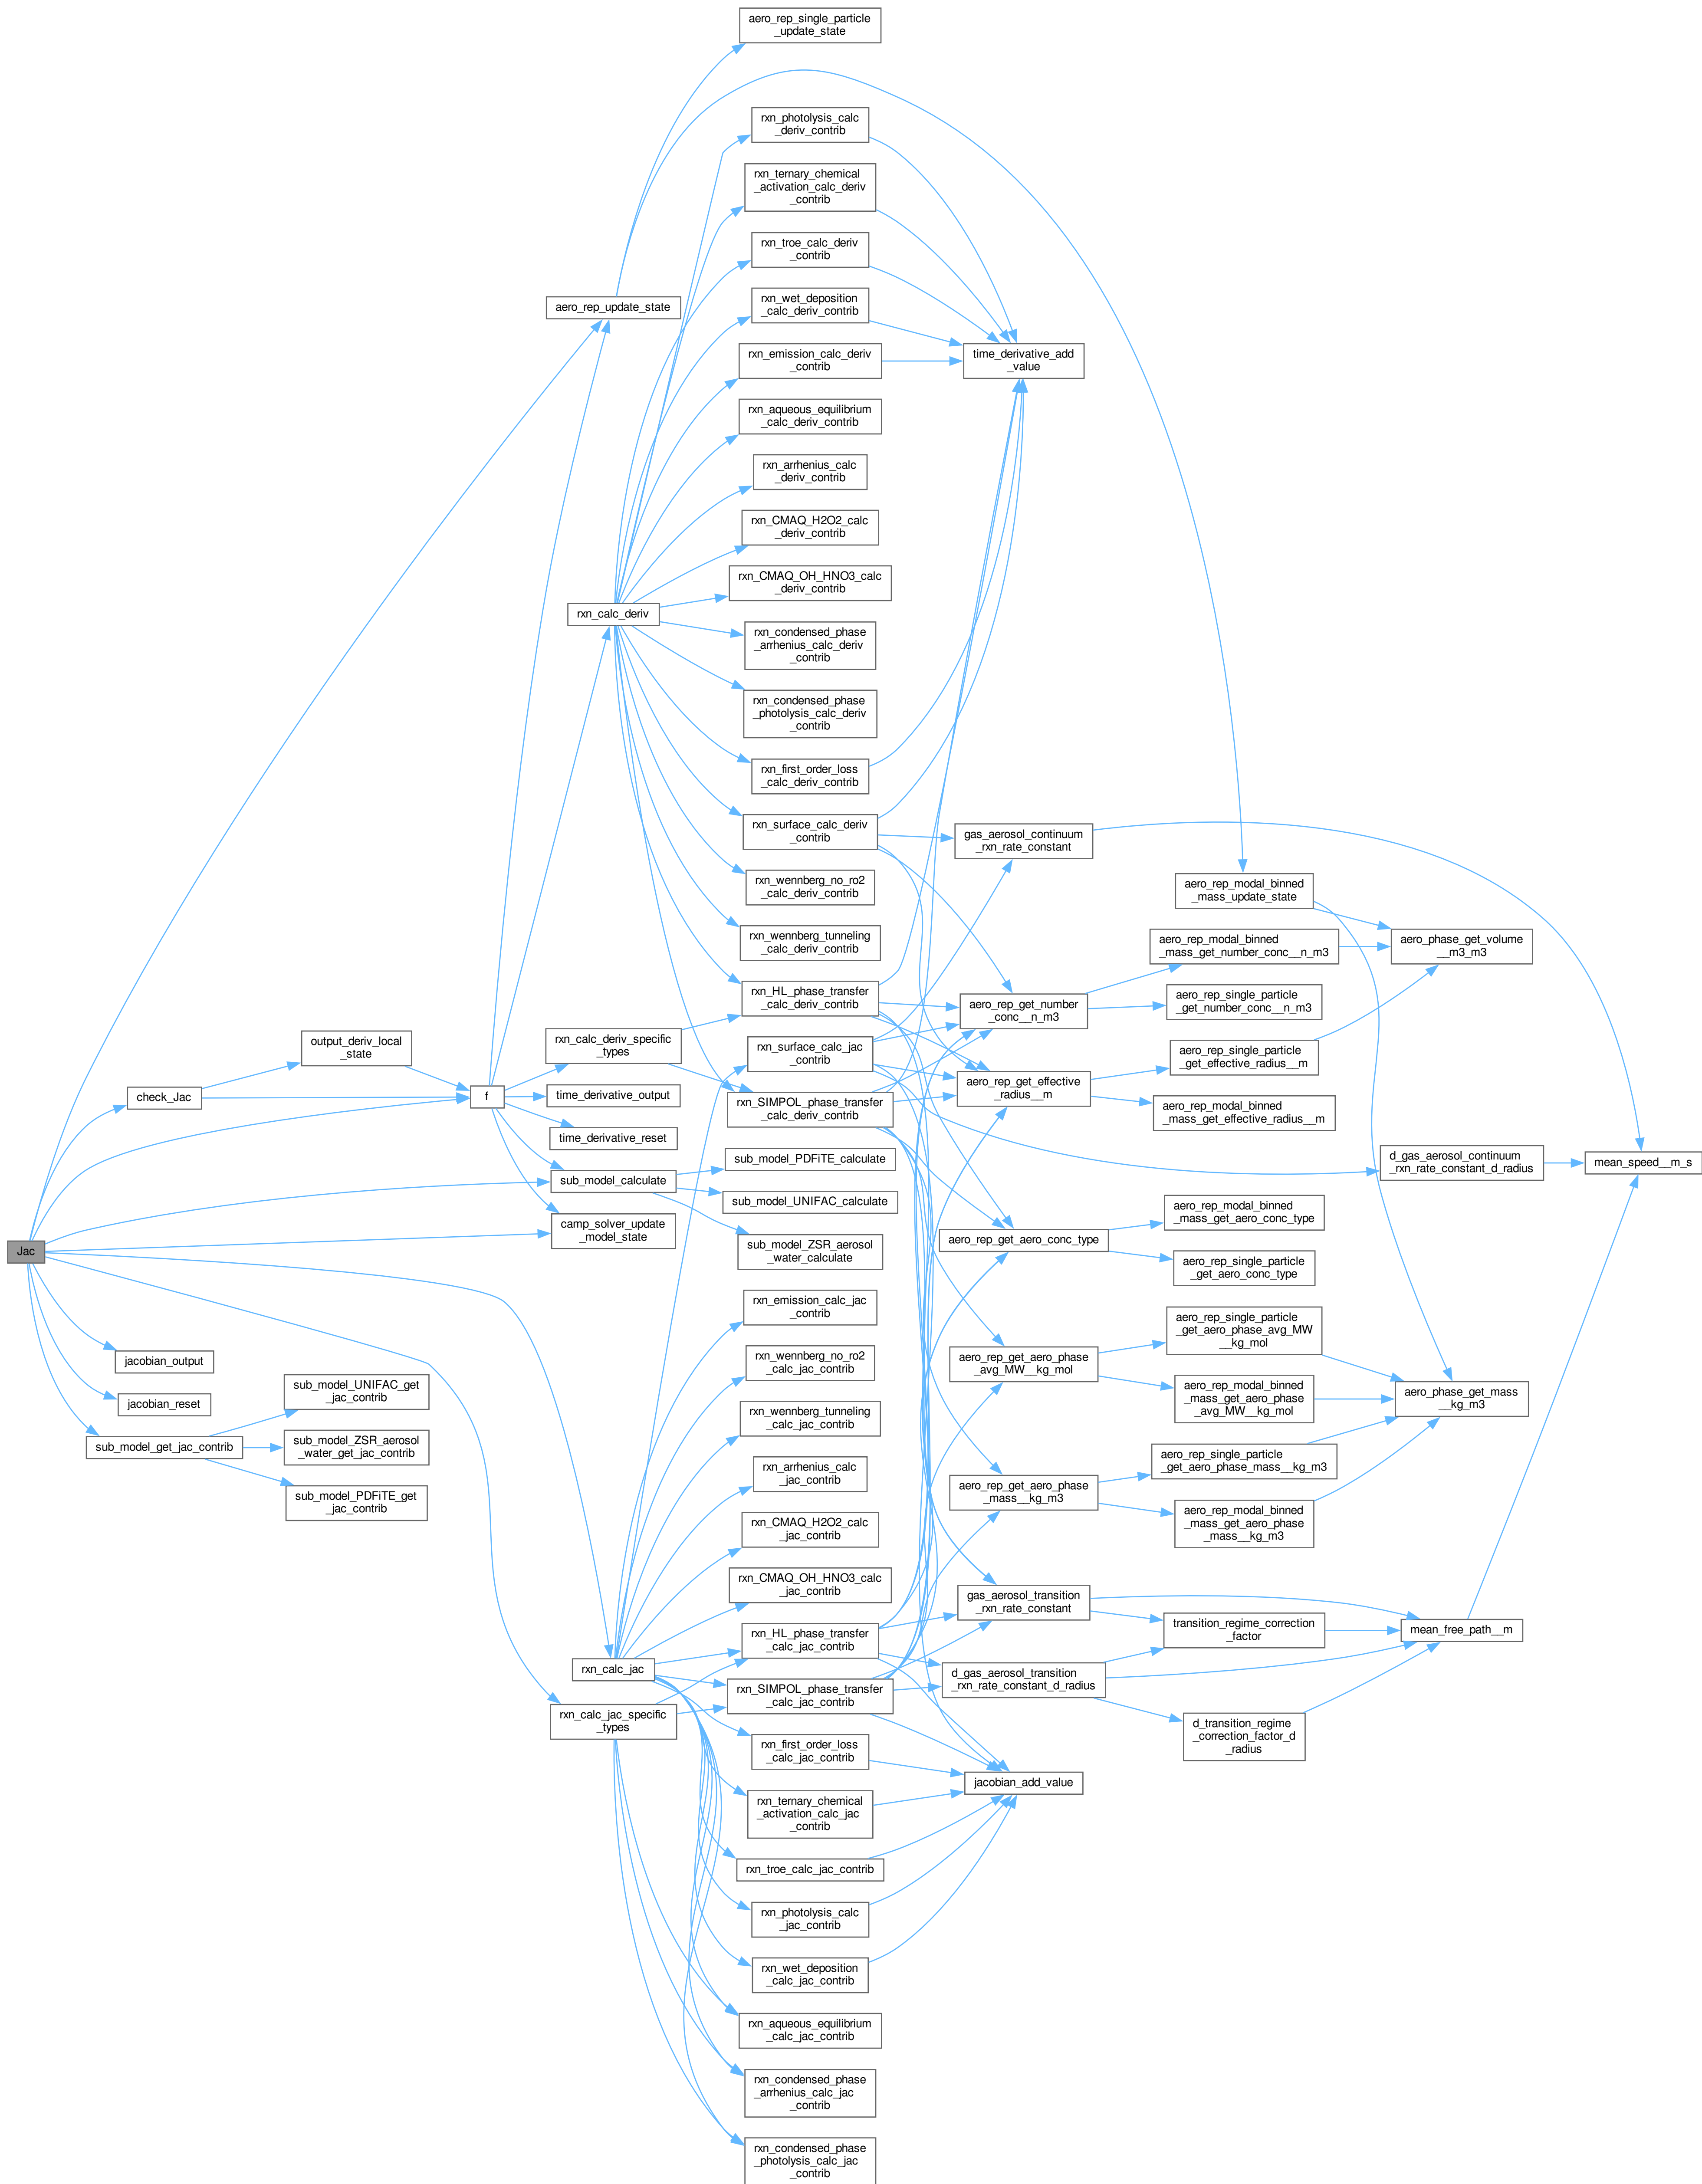 aero_rep_single_particle
_update_state
rxn_photolysis_calc
_deriv_contrib
rxn_ternary_chemical
_activation_calc_deriv
_contrib
rxn_troe_calc_deriv
_contrib
aero_rep_update_state
rxn_wet_deposition
_calc_deriv_contrib
rxn_emission_calc_deriv
_contrib
time_derivative_add
_value
rxn_aqueous_equilibrium
_calc_deriv_contrib
rxn_arrhenius_calc
_deriv_contrib
rxn_CMAQ_H2O2_calc
_deriv_contrib
rxn_CMAQ_OH_HNO3_calc
_deriv_contrib
rxn_calc_deriv
rxn_condensed_phase
_arrhenius_calc_deriv
_contrib
rxn_condensed_phase
_photolysis_calc_deriv
_contrib
rxn_first_order_loss
_calc_deriv_contrib
rxn_surface_calc_deriv
_contrib
gas_aerosol_continuum
_rxn_rate_constant
rxn_wennberg_no_ro2
_calc_deriv_contrib
aero_rep_modal_binned
_mass_update_state
rxn_wennberg_tunneling
_calc_deriv_contrib
aero_rep_modal_binned
_mass_get_number_conc__n_m3
aero_phase_get_volume
__m3_m3
rxn_HL_phase_transfer
_calc_deriv_contrib
aero_rep_get_number
_conc__n_m3
aero_rep_single_particle
_get_number_conc__n_m3
output_deriv_local
_state
rxn_calc_deriv_specific
_types
rxn_surface_calc_jac
_contrib
aero_rep_single_particle
_get_effective_radius__m
check_Jac
f
time_derivative_output
rxn_SIMPOL_phase_transfer
_calc_deriv_contrib
aero_rep_get_effective
_radius__m
aero_rep_modal_binned
_mass_get_effective_radius__m
time_derivative_reset
sub_model_PDFiTE_calculate
d_gas_aerosol_continuum
_rxn_rate_constant_d_radius
mean_speed__m_s
sub_model_calculate
sub_model_UNIFAC_calculate
camp_solver_update
_model_state
aero_rep_modal_binned
_mass_get_aero_conc_type
Jac
sub_model_ZSR_aerosol
_water_calculate
aero_rep_get_aero_conc_type
aero_rep_single_particle
_get_aero_conc_type
rxn_emission_calc_jac
_contrib
aero_rep_single_particle
_get_aero_phase_avg_MW
__kg_mol
jacobian_output
rxn_wennberg_no_ro2
_calc_jac_contrib
aero_rep_get_aero_phase
_avg_MW__kg_mol
jacobian_reset
sub_model_UNIFAC_get
_jac_contrib
aero_rep_modal_binned
_mass_get_aero_phase
_avg_MW__kg_mol
aero_phase_get_mass
__kg_m3
rxn_wennberg_tunneling
_calc_jac_contrib
sub_model_get_jac_contrib
sub_model_ZSR_aerosol
_water_get_jac_contrib
rxn_arrhenius_calc
_jac_contrib
aero_rep_single_particle
_get_aero_phase_mass__kg_m3
sub_model_PDFiTE_get
_jac_contrib
aero_rep_get_aero_phase
_mass__kg_m3
rxn_CMAQ_H2O2_calc
_jac_contrib
aero_rep_modal_binned
_mass_get_aero_phase
_mass__kg_m3
rxn_CMAQ_OH_HNO3_calc
_jac_contrib
gas_aerosol_transition
_rxn_rate_constant
rxn_HL_phase_transfer
_calc_jac_contrib
transition_regime_correction
_factor
mean_free_path__m
rxn_calc_jac
d_gas_aerosol_transition
_rxn_rate_constant_d_radius
rxn_SIMPOL_phase_transfer
_calc_jac_contrib
rxn_calc_jac_specific
_types
d_transition_regime
_correction_factor_d
_radius
rxn_first_order_loss
_calc_jac_contrib
jacobian_add_value
rxn_ternary_chemical
_activation_calc_jac
_contrib
rxn_troe_calc_jac_contrib
rxn_photolysis_calc
_jac_contrib
rxn_wet_deposition
_calc_jac_contrib
rxn_aqueous_equilibrium
_calc_jac_contrib
rxn_condensed_phase
_arrhenius_calc_jac
_contrib
rxn_condensed_phase
_photolysis_calc_jac
_contrib